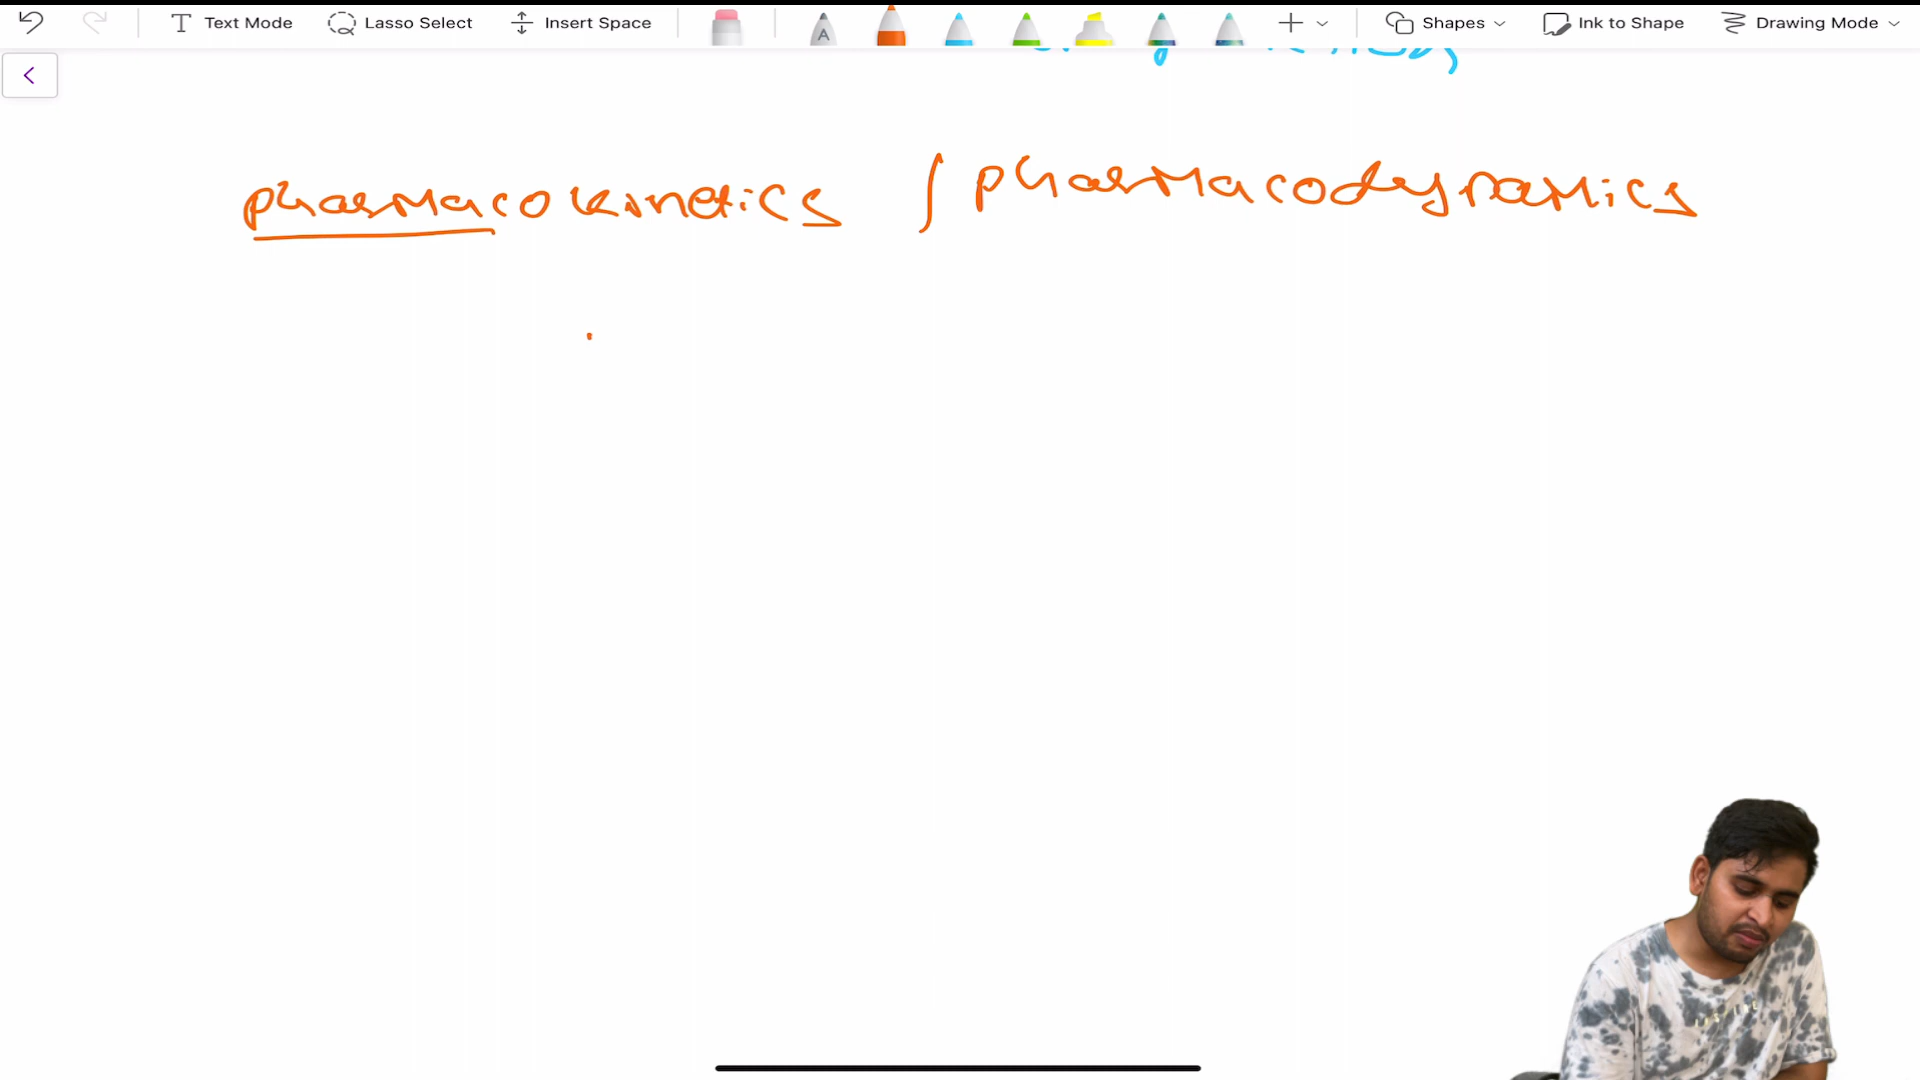 Text Mode Lasso Select Insert Space A Shapes Ink to Shape Drawing Mode
pharmacokinetics / pharmacodynamics